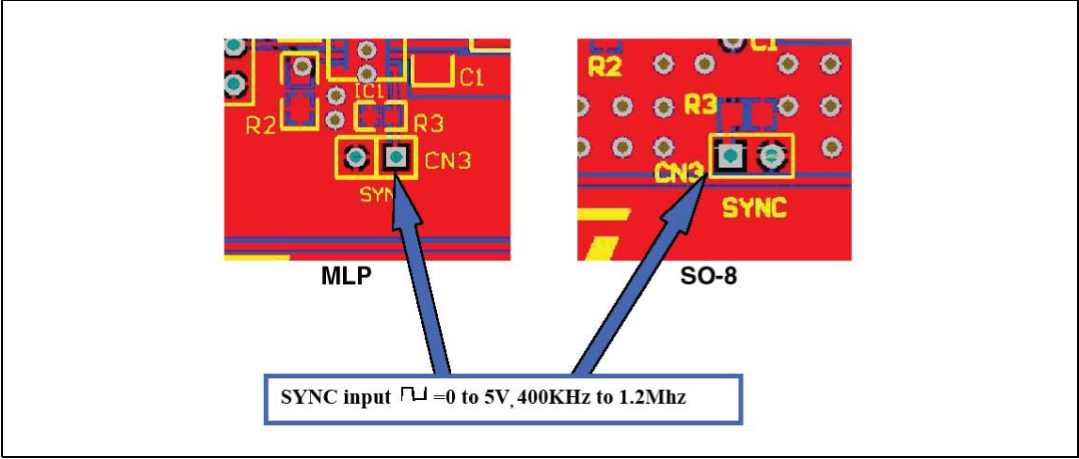 C1
IC1
R2
R3
CN3
SYN
MLP
C1
R2
R3
CN3
SYNC
SO-8
SYNC input =0 to 5V, 400KHz to 1.2Mhz